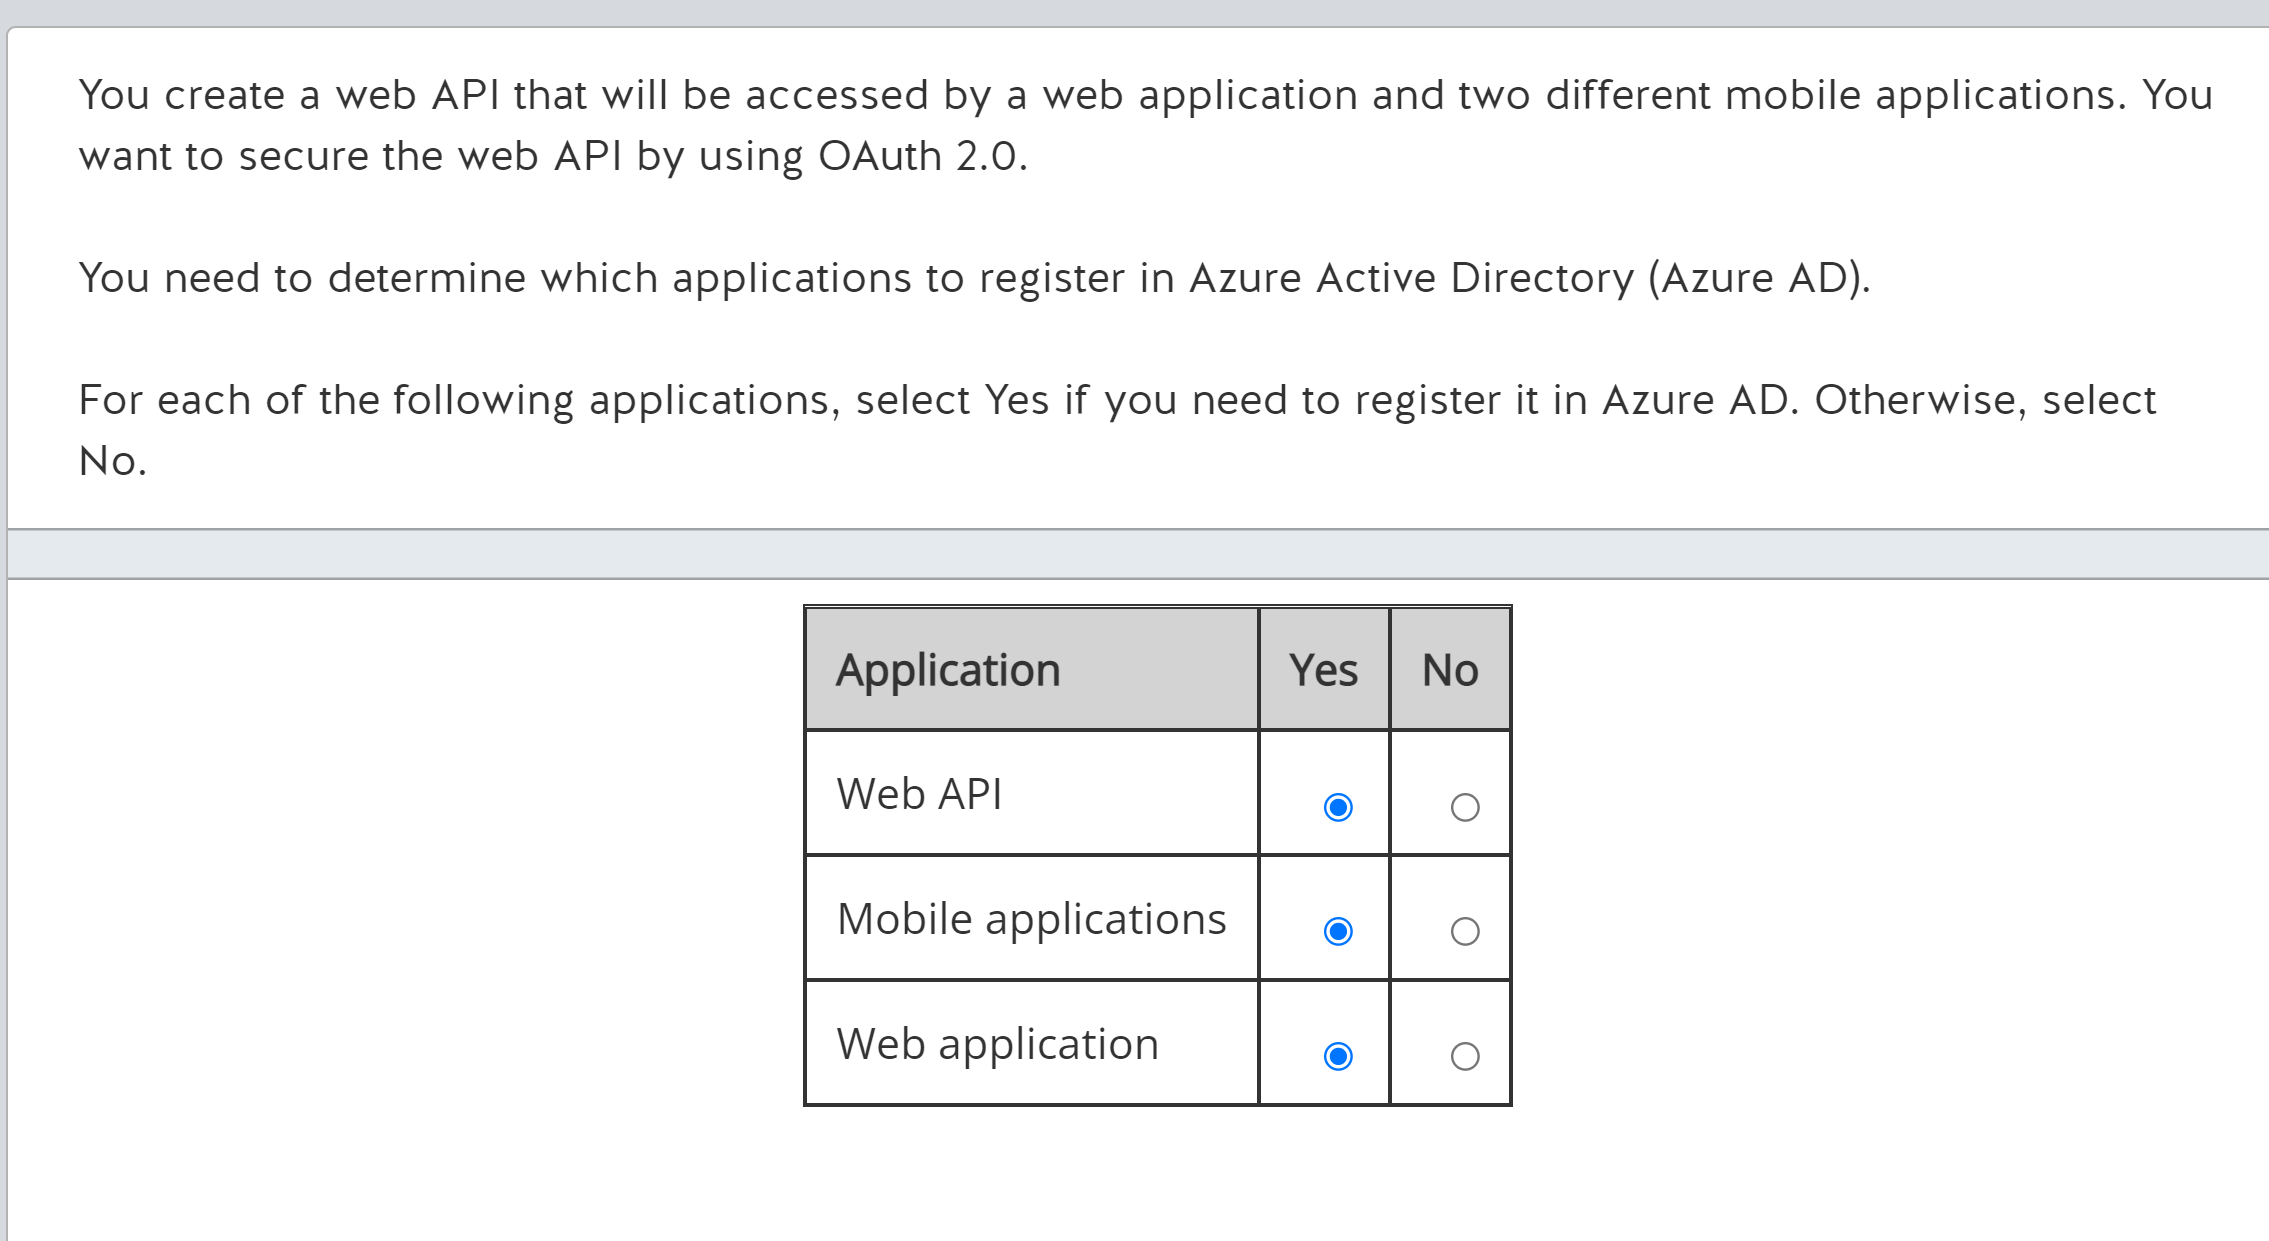 You create a web API that will be accessed by a web application and two different mobile applications. You
want to secure the web API by using OAuth 2.0.
You need to determine which applications to register in Azure Active Directory (Azure AD).
For each of the following applications, select Yes if you need to register it in Azure AD. Otherwise, select
No.
Application Yes No
Web API
Mobile applications
Web application